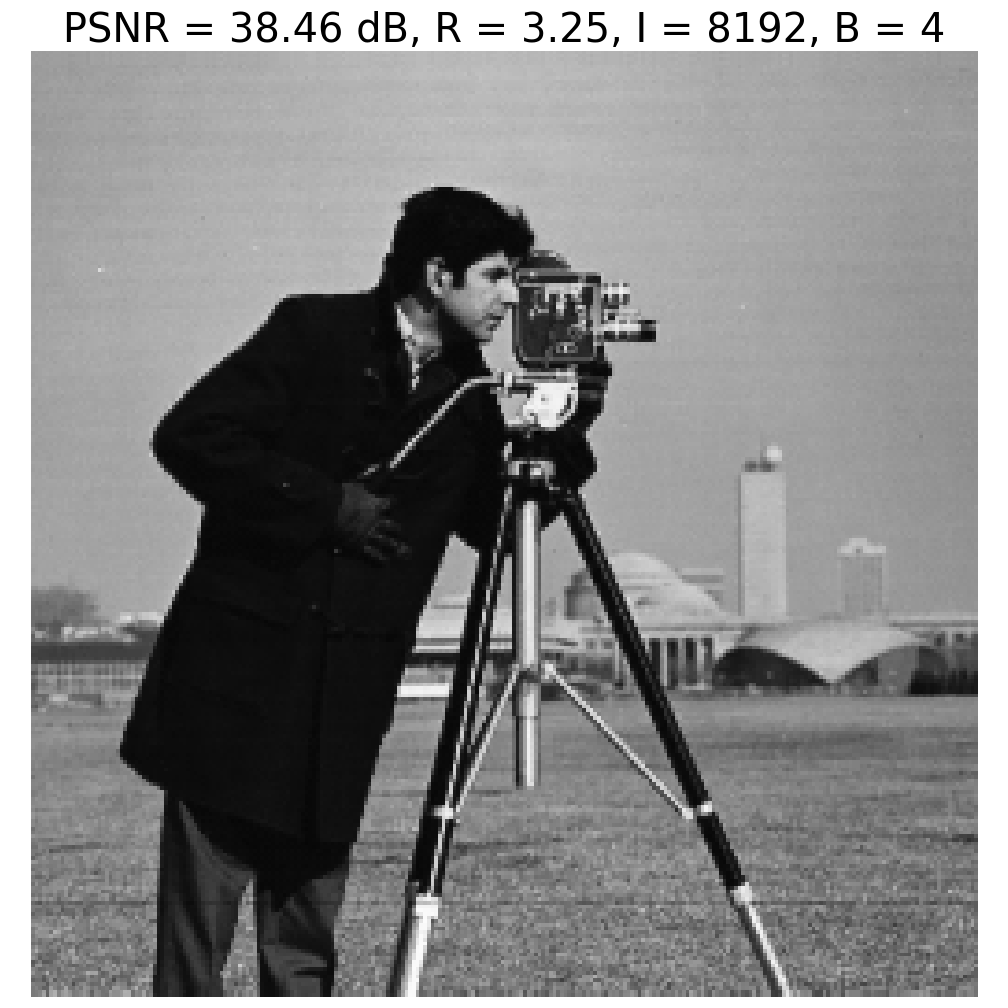 PSNR = 38.46 dB, R = 3.25, I = 8192, B = 4